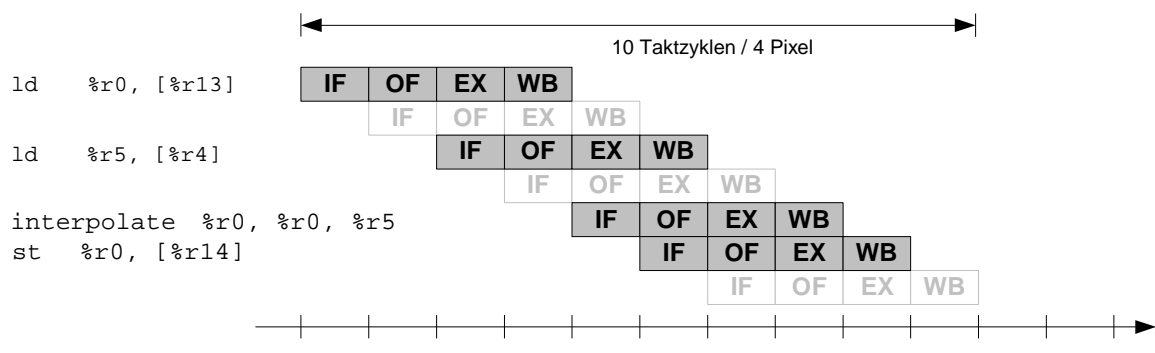 10 Taktzyklen / 4 Pixel
ld %r0, [%r13] IF OF EX WB
IF OF EX WB
ld %r5, [%r4] IF OF EX WB
IF OF EX WB
interpolate %r0, %r0, %r5 IF OF EX WB
st %r0, [%r14] IF OF EX WB
IF OF EX WB